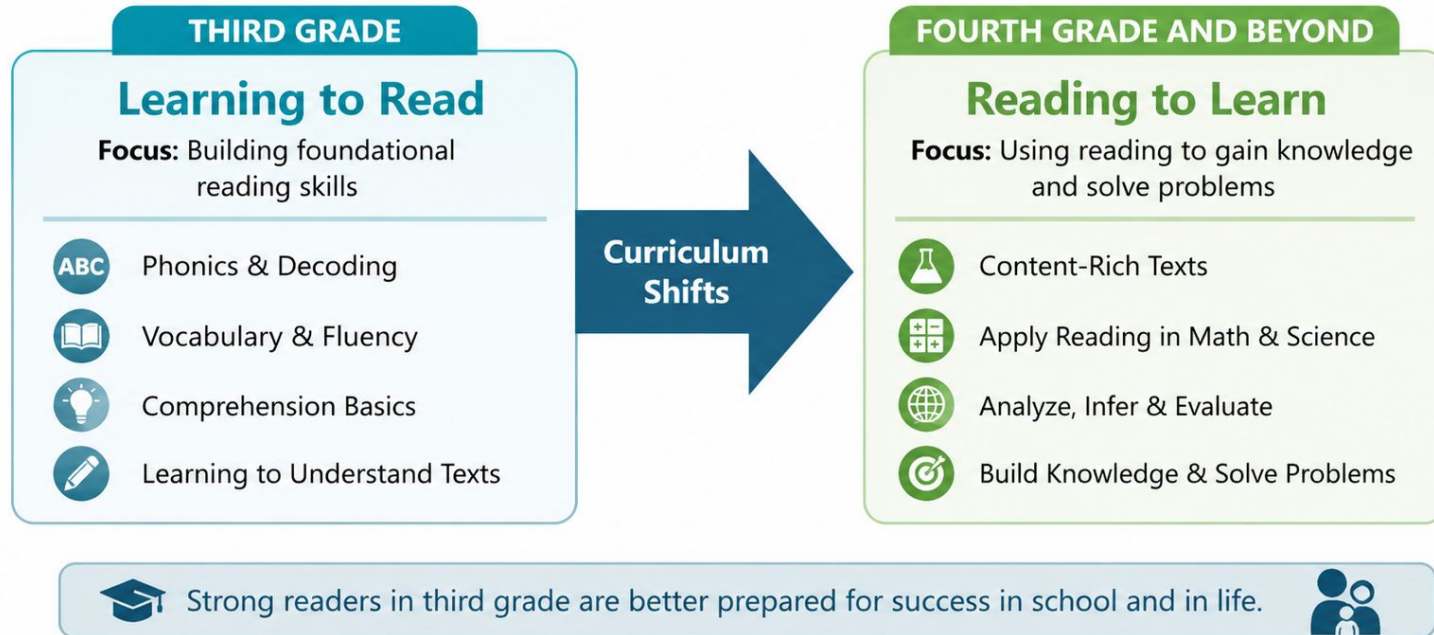 THIRD GRADE
Learning to Read
Focus: Building foundational
reading skills
ABC Phonics & Decoding
Vocabulary & Fluency
Comprehension Basics
Learning to Understand Texts
Curriculum
Shifts
FOURTH GRADE AND BEYOND
Reading to Learn
Focus: Using reading to gain knowledge
and solve problems
Content-Rich Texts
Apply Reading in Math & Science
Analyze, Infer & Evaluate
Build Knowledge & Solve Problems
Strong readers in third grade are better prepared for success in school and in life.